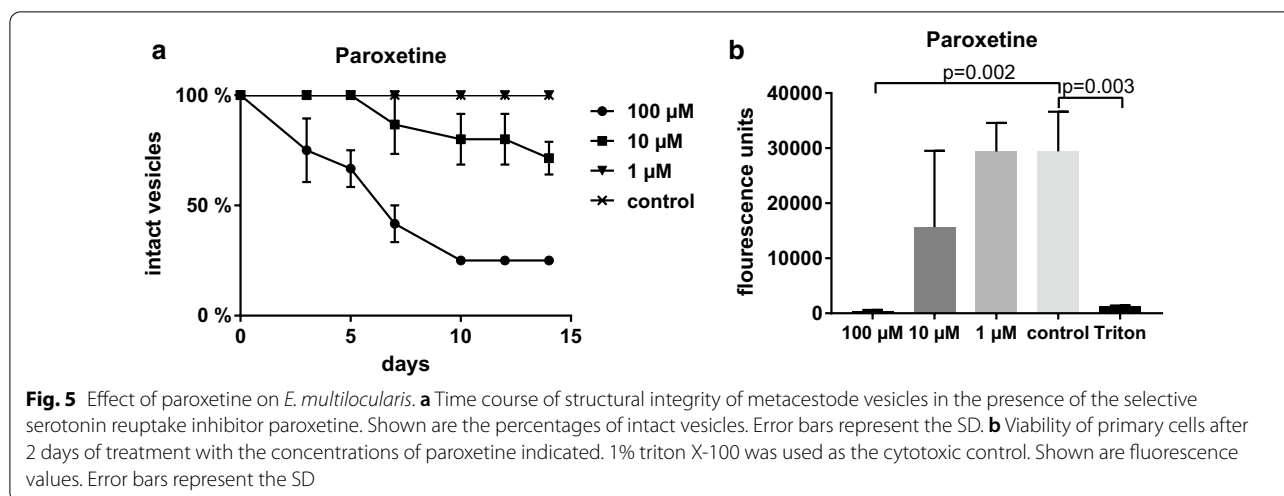 a
Paroxetine
100 %
50 %
0 %
intact vesicles
0 5 10 15
days
100 µM
10 µM
1 µM
control
b
Paroxetine
p=0.002
p=0.003
40000
30000
20000
10000
0
flourescence units
100 µM 10 µM 1 µM control Triton
Fig. 5 Effect of paroxetine on E. multilocularis. a Time course of structural integrity of metacestode vesicles in the presence of the selective
serotonin reuptake inhibitor paroxetine. Shown are the percentages of intact vesicles. Error bars represent the SD. b Viability of primary cells after
2 days of treatment with the concentrations of paroxetine indicated. 1% triton X-100 was used as the cytotoxic control. Shown are fluorescence
values. Error bars represent the SD